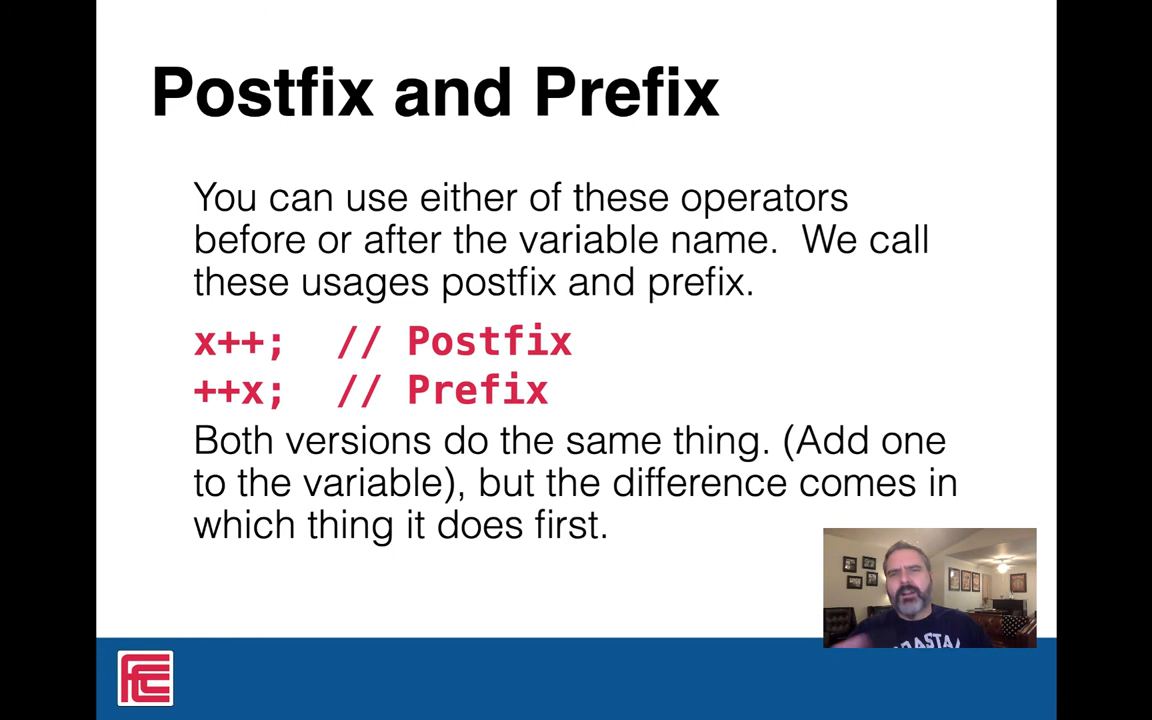 Postfix and Prefix
You can use either of these operators
before or after the variable name.  We call
these usages postfix and prefix.
x++;  // Postfix
++x;  // Prefix
Both versions do the same thing. (Add one
to the variable), but the difference comes in
which thing it does first.